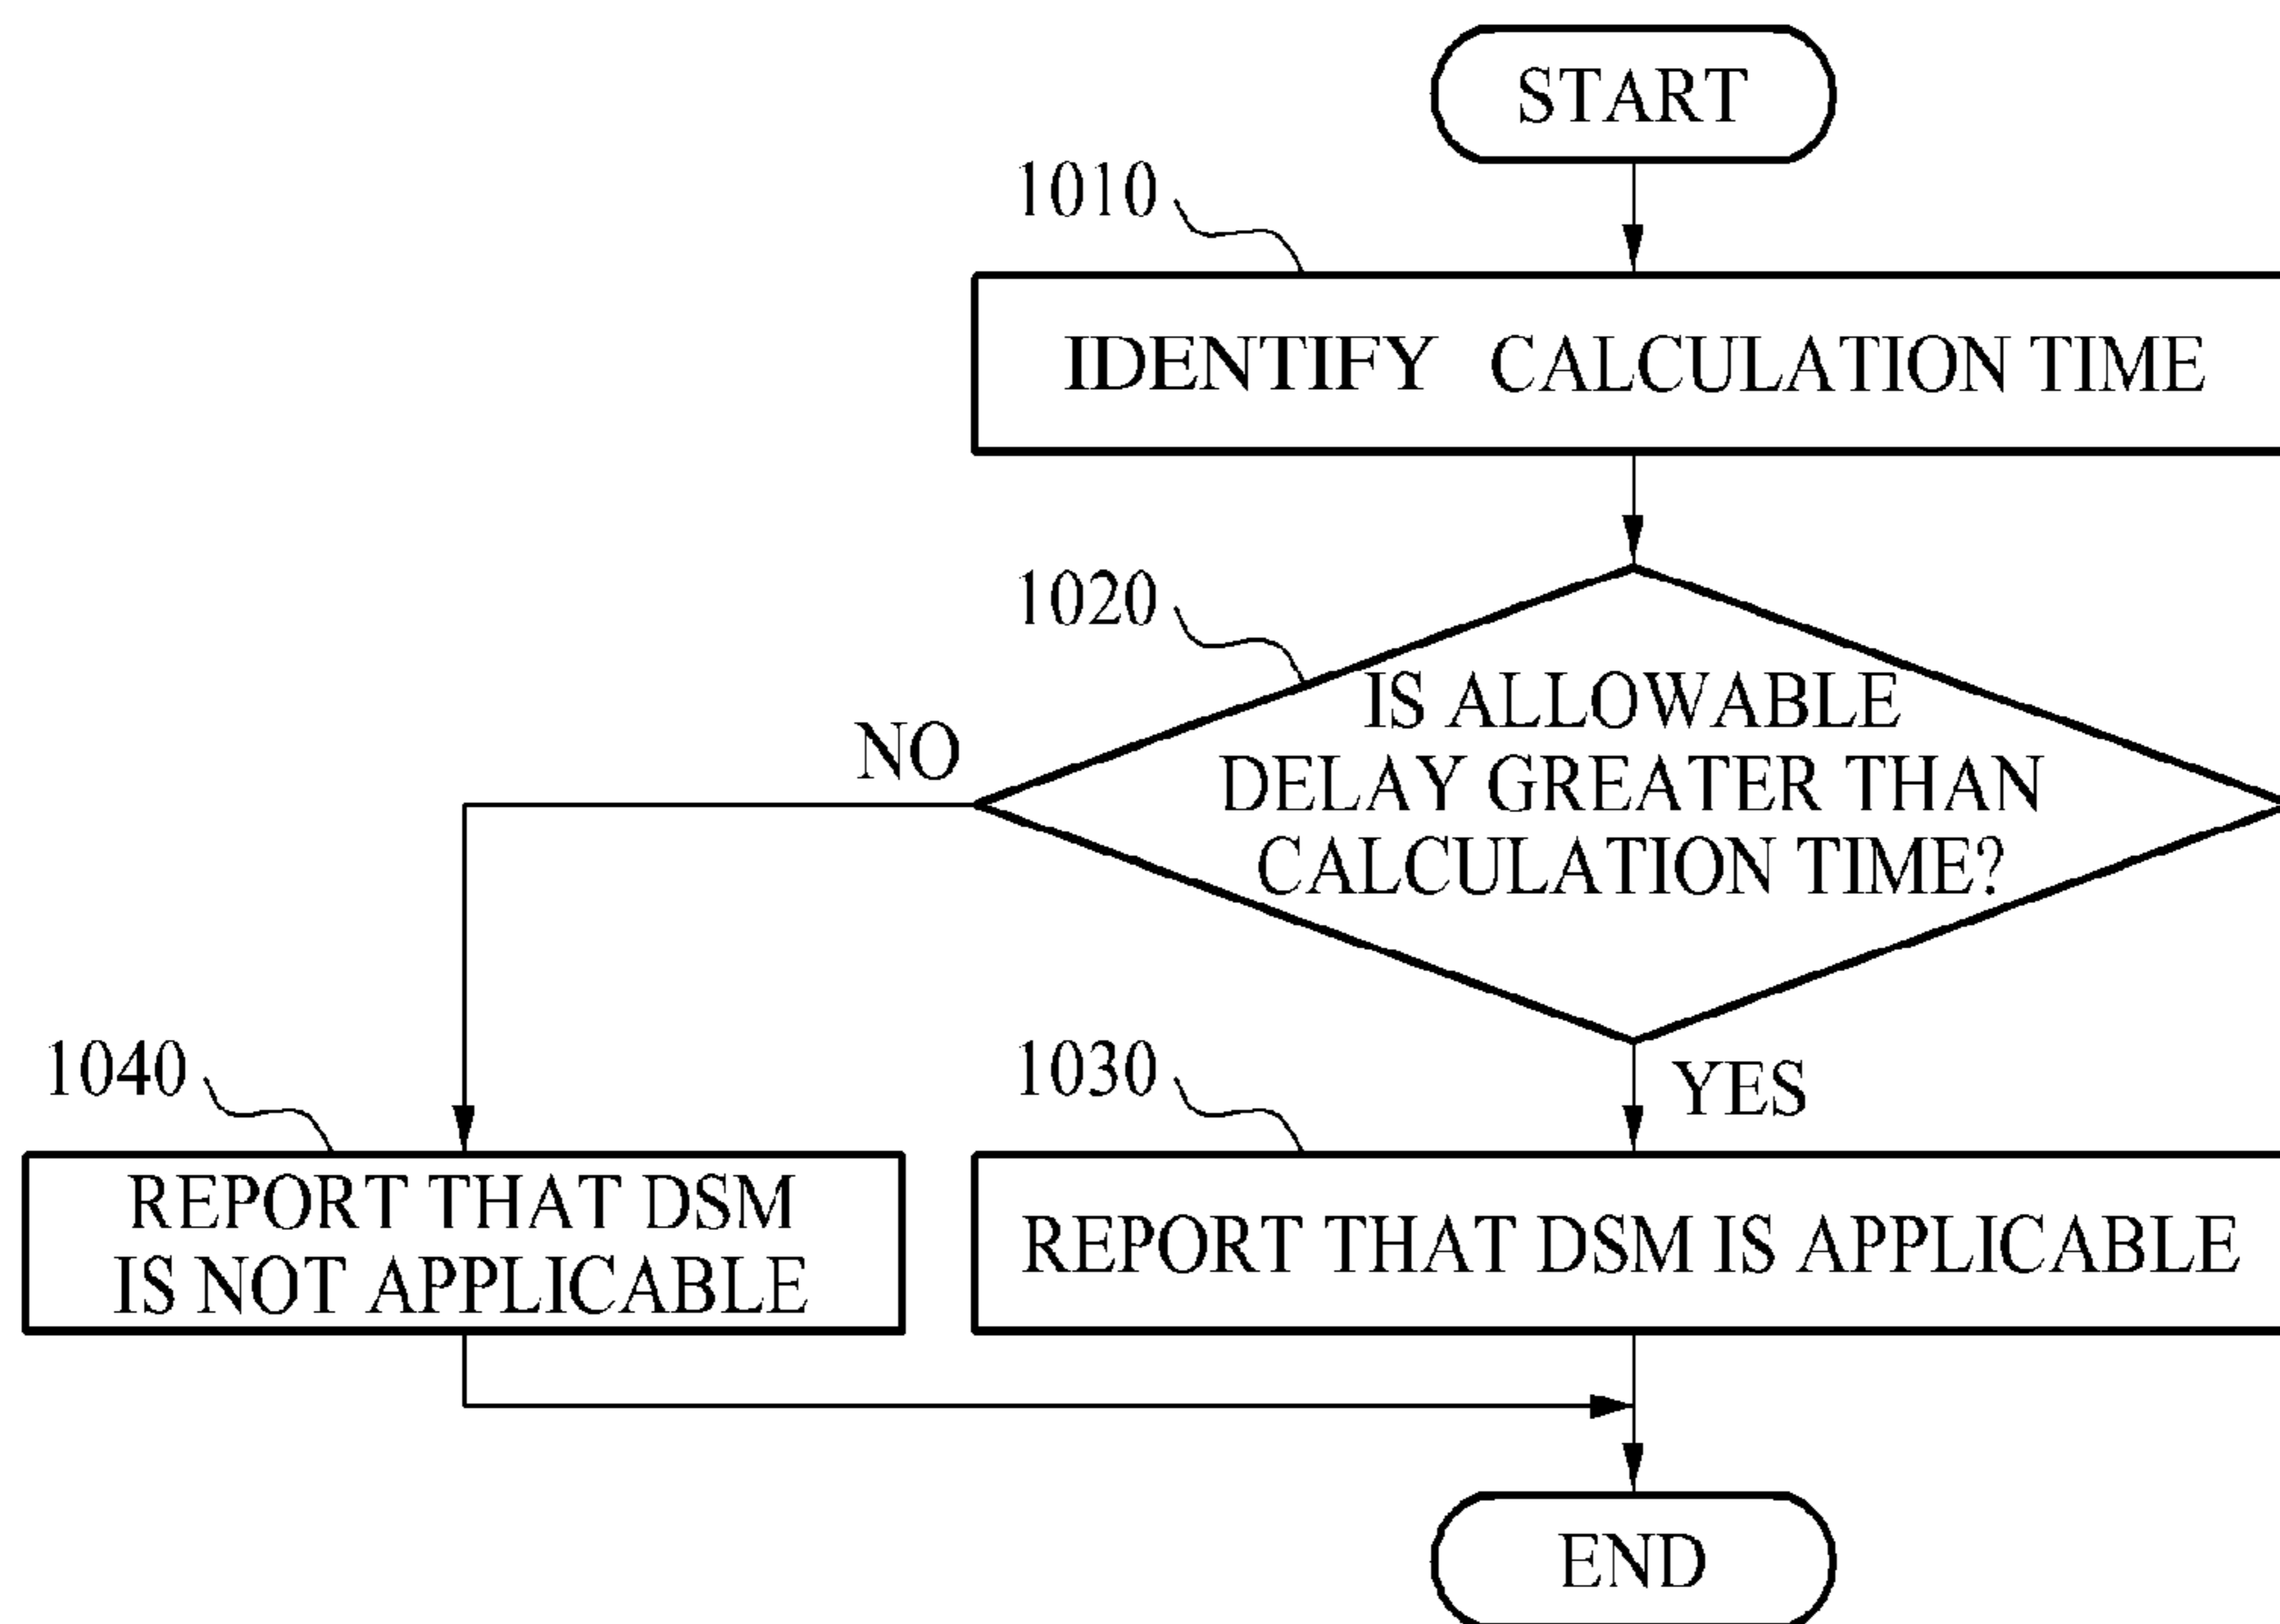 START
1010
IDENTIFY CALCULATION TIME
1020
IS ALLOWABLE
DELAY GREATER THAN
CALCULATION TIME?
NO
YES
1040
REPORT THAT DSM
IS NOT APPLICABLE
1030
REPORT THAT DSM IS APPLICABLE
END